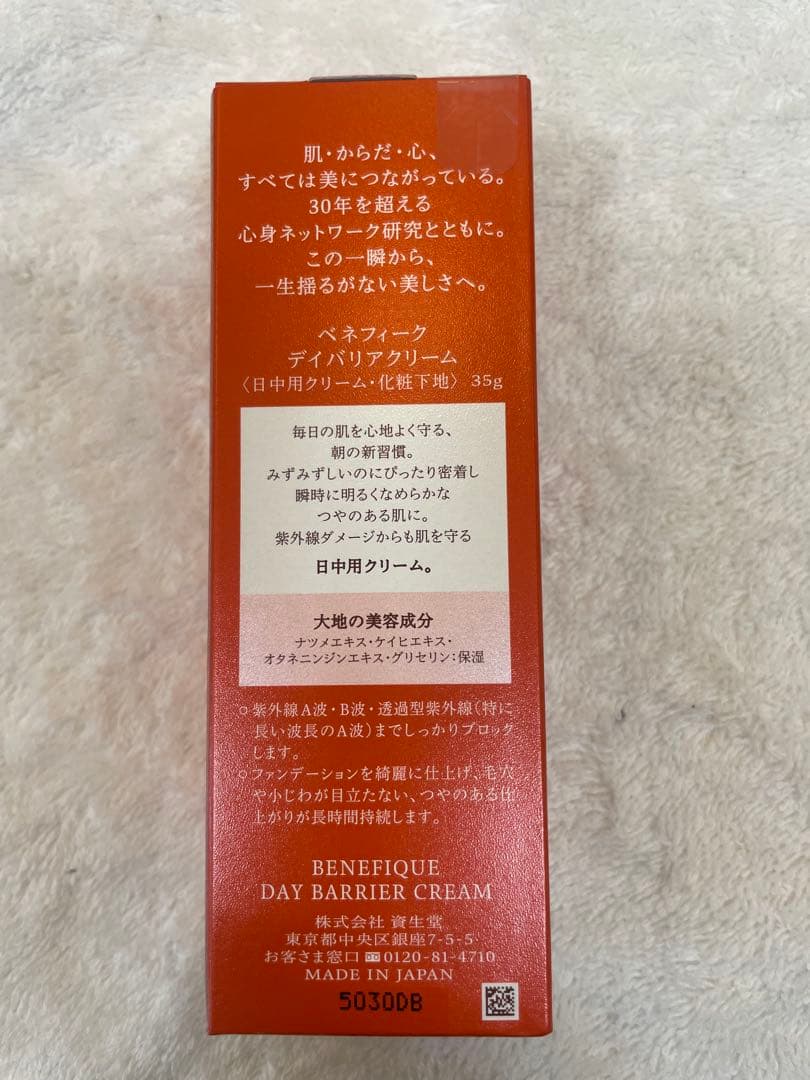 肌・からだ・心、
すべては美につながっている。
30年を超える
心身ネットワーク研究とともに。
この一瞬から、
一生揺るがない美しさへ。
ベネフィーク
デイバリアクリーム
〈日中用クリーム・化粧下地〉 35g
毎日の肌を心地よく守る、
朝の新習慣。
みずみずしいのにぴったり密着し
瞬時に明るくなめらかな
つやのある肌に。
紫外線ダメージからも肌を守る
日中用クリーム。
大地の美容成分
ナツメエキス・ケイヒエキス・
オタネニンジンエキス・グリセリン:保湿
○紫外線A波・B波・透過型紫外線(特に
長い波長のA波)までしっかりブロック
します。
○ファンデーションを綺麗に仕上げ、毛穴
や小じわが目立たない、つやのある仕
上がりが長時間持続します。
BENEFIQUE
DAY BARRIER CREAM
株式会社 資生堂
東京都中央区銀座7-5-5
お客さま窓口 0120-81-4710
MADE IN JAPAN
5030DB